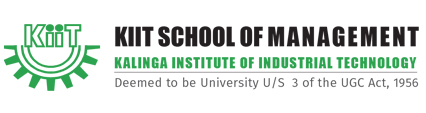 KiiT
KIIT SCHOOL OF MANAGEMENT
KALINGA INSTITUTE OF INDUSTRIAL TECHNOLOGY
Deemed to be University U/S 3 of the UGC Act, 1956